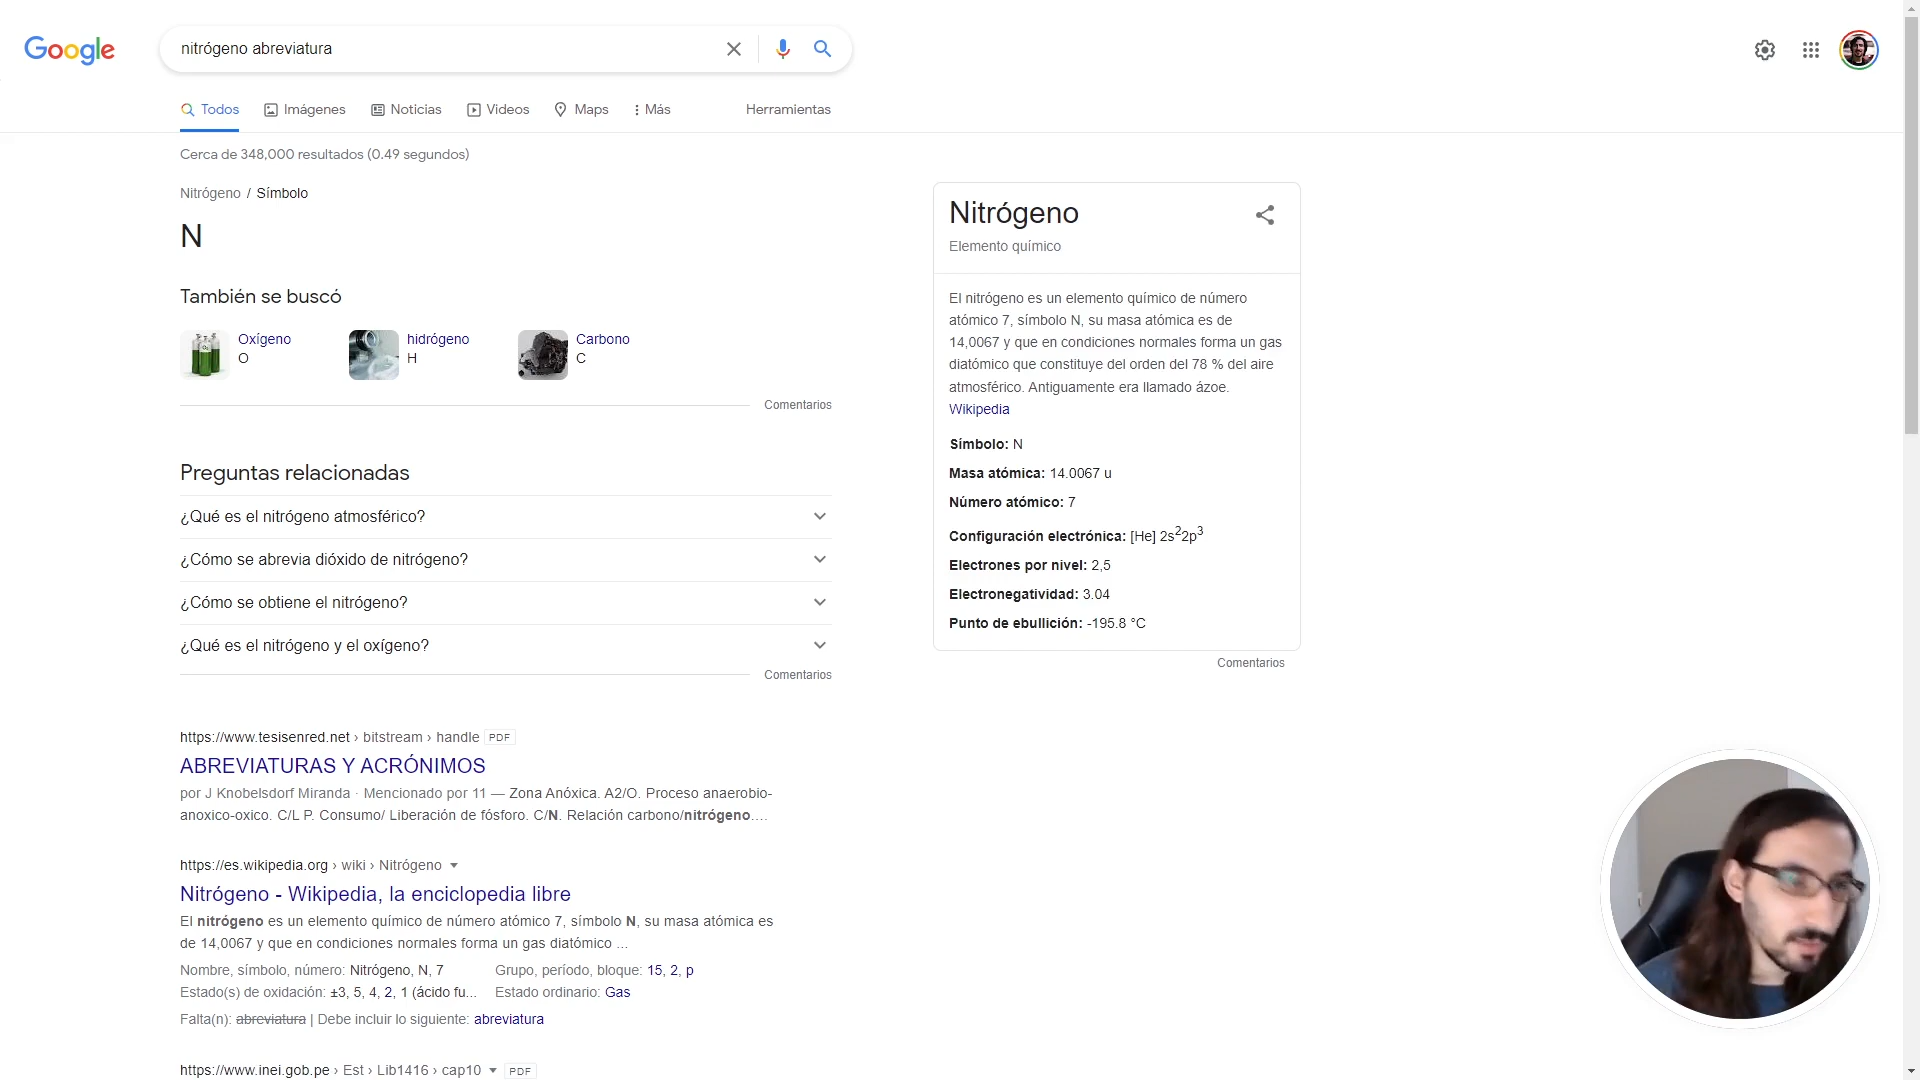 Google
nitrógeno abreviatura
Todos
Imágenes
Noticias
Videos
Maps
Más
Herramientas
Cerca de 348,000 resultados (0.49 segundos)
Nitrógeno / Símbolo
N
También se buscó
Oxígeno
O
hidrógeno
H
Carbono
C
Comentarios
Preguntas relacionadas
¿Qué es el nitrógeno atmosférico?
¿Cómo se abrevia dióxido de nitrógeno?
¿Cómo se obtiene el nitrógeno?
¿Qué es el nitrógeno y el oxígeno?
Comentarios
https://www.tesisenred.net › bitstream › handle PDF
ABREVIATURAS Y ACRÓNIMOS
por J Knobelsdorf Miranda · Mencionado por 11 — Zona Anóxica. A2/O. Proceso anaerobio-
anoxico-oxico. C/L P. Consumo/ Liberación de fósforo. C/N. Relación carbono/nitrógeno....
https://es.wikipedia.org › wiki › Nitrógeno
Nitrógeno - Wikipedia, la enciclopedia libre
El nitrógeno es un elemento químico de número atómico 7, símbolo N, su masa atómica es
de 14,0067 y que en condiciones normales forma un gas diatómico ...
Nombre, símbolo, número: Nitrógeno, N, 7
Grupo, período, bloque: 15, 2, p
Estado(s) de oxidación: ±3, 5, 4, 2, 1 (ácido fu...
Estado ordinario: Gas
Falta(n): abreviatura | Debe incluir lo siguiente: abreviatura
https://www.inei.gob.pe › Est › Lib1416 › cap10 PDF
Nitrógeno
Elemento químico
El nitrógeno es un elemento químico de número
atómico 7, símbolo N, su masa atómica es de
14,0067 y que en condiciones normales forma un gas
diatómico que constituye del orden del 78 % del aire
atmosférico. Antiguamente era llamado ázoe.
Wikipedia
Símbolo: N
Masa atómica: 14.0067 u
Número atómico: 7
Configuración electrónica: [He] 2s²2p³
Electrones por nivel: 2,5
Electronegatividad: 3.04
Punto de ebullición: -195.8 °C
Comentarios